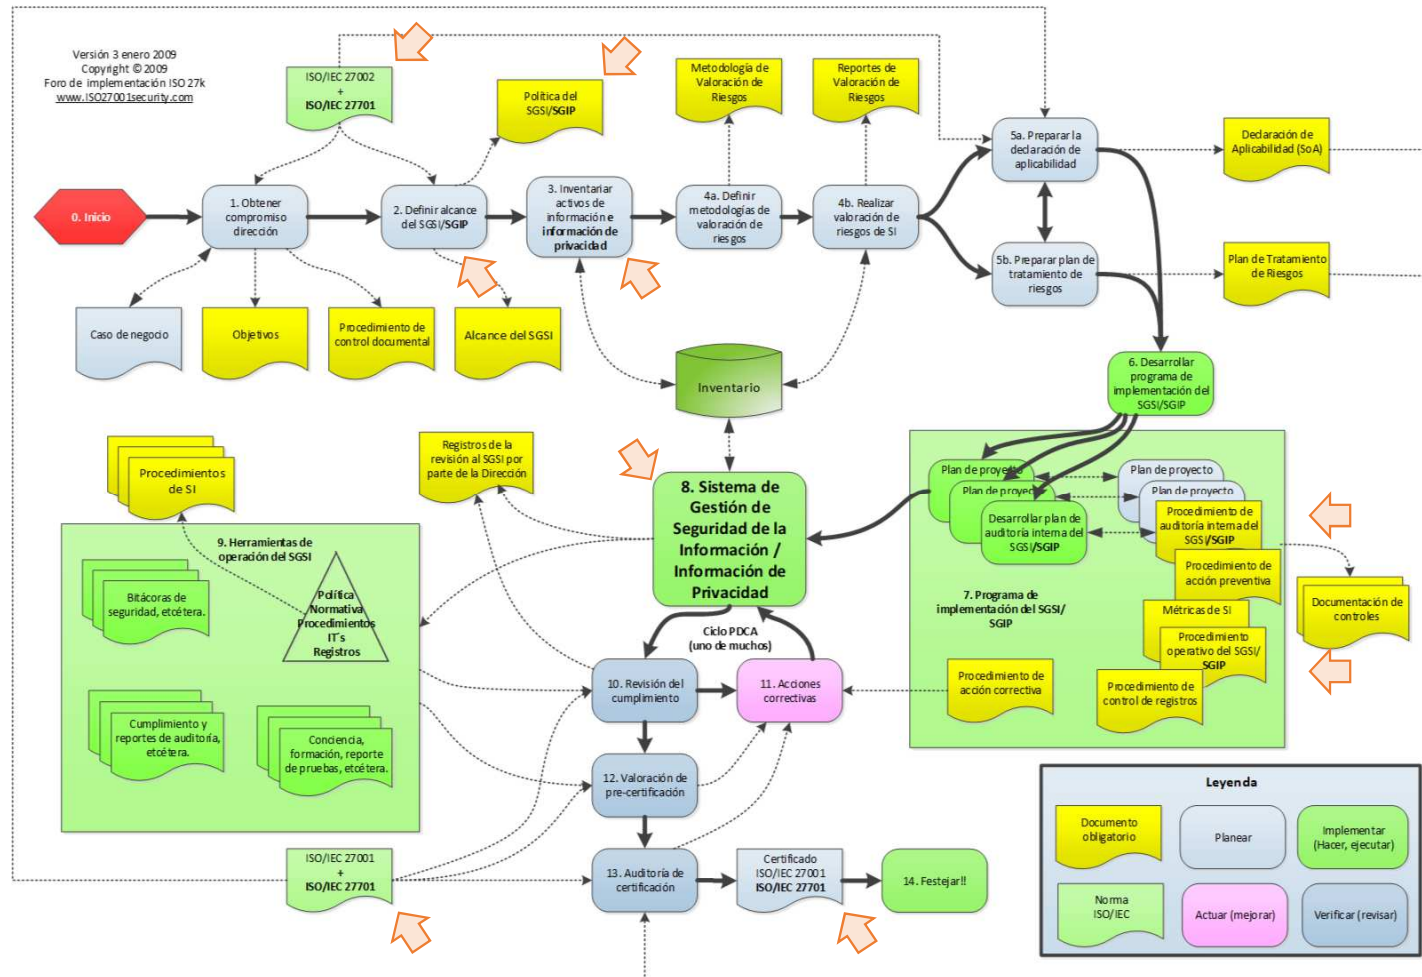 Versión 3 enero 2009
Copyright © 2009
Foro de implementación ISO 27k
www.ISO27001security.com
ISO/IEC 27002
+
ISO/IEC 27701
Política del
SGSI/SGIP
Metodología de
Valoración de
Riesgos
Reportes de
Valoración de
Riesgos
0. Inicio
1. Obtener
compromiso
dirección
2. Definir alcance
del SGSI/SGIP
3. Inventariar
activos de
información e
información de
privacidad
4a. Definir
metodologías de
valoración de
riesgos
4b. Realizar
valoración de
riesgos de SI
5a. Preparar la
declaración de
aplicabilidad
Declaración de
Aplicabilidad (SoA)
5b. Preparar plan de
tratamiento de
riesgos
Plan de Tratamiento
de Riesgos
Caso de negocio
Objetivos
Procedimiento de
control documental
Alcance del SGSI
Inventario
6. Desarrollar
programa de
implementación del
SGSI/SGIP
Procedimientos
de SI
Registros de la
revisión al SGSI por
parte de la Dirección
8. Sistema de
Gestión de
Seguridad de la
Información /
Información de
Privacidad
Plan de proyecto
Plan de proyecto
Desarrollar plan de
auditoría interna del
SGSI/SGIP
Plan de proyecto
Plan de proyecto
Procedimiento de
auditoría interna del
SGSI/SGIP
Procedimiento de
acción preventiva
7. Programa de
implementación del SGSI/
SGIP
Métricas de SI
Procedimiento
operativo del SGSI/
SGIP
Procedimiento de
control de registros
Procedimiento de
acción correctiva
Documentación de
controles
9. Herramientas de
operación del SGSI
Bitácoras de
seguridad, etcétera.
Política
Normativa
Procedimientos
IT´s
Registros
Cumplimiento y
reportes de auditoría,
etcétera.
Conciencia,
formación, reporte
de pruebas, etcétera.
Ciclo PDCA
(uno de muchos)
10. Revisión del
cumplimiento
11. Acciones
correctivas
12. Valoración de
pre-certificación
13. Auditoría de
certificación
ISO/IEC 27001
+
ISO/IEC 27701
Certificado
ISO/IEC 27001
ISO/IEC 27701
14. Festejar!!
Leyenda
Documento
obligatorio
Planear
Implementar
(Hacer, ejecutar)
Norma
ISO/IEC
Actuar (mejorar)
Verificar (revisar)